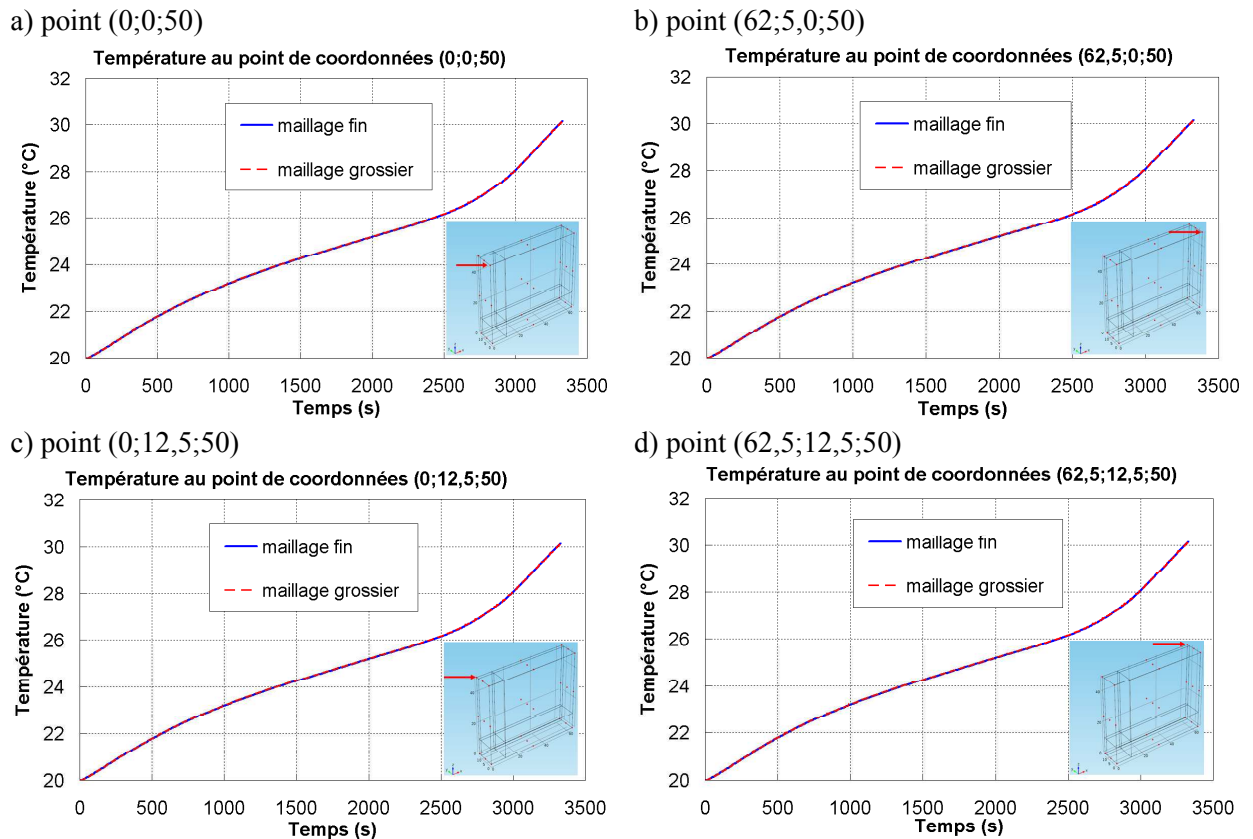 a) point (0;0;50)
Température au point de coordonnées (0;0;50)
32
30
28
26
24
22
20
Température (°C)
maillage fin
maillage grossier
0 500 1000 1500 2000 2500 3000 3500
Temps (s)
b) point (62;5,0;50)
Température au point de coordonnées (62,5;0;50)
32
30
28
26
24
22
20
Température (°C)
maillage fin
maillage grossier
0 500 1000 1500 2000 2500 3000 3500
Temps (s)
c) point (0;12,5;50)
Température au point de coordonnées (0;12,5;50)
32
30
28
26
24
22
20
Température (°C)
maillage fin
maillage grossier
0 500 1000 1500 2000 2500 3000 3500
Temps (s)
d) point (62,5;12,5;50)
Température au point de coordonnées (62,5;12,5;50)
32
30
28
26
24
22
20
Température (°C)
maillage fin
maillage grossier
0 500 1000 1500 2000 2500 3000 3500
Temps (s)